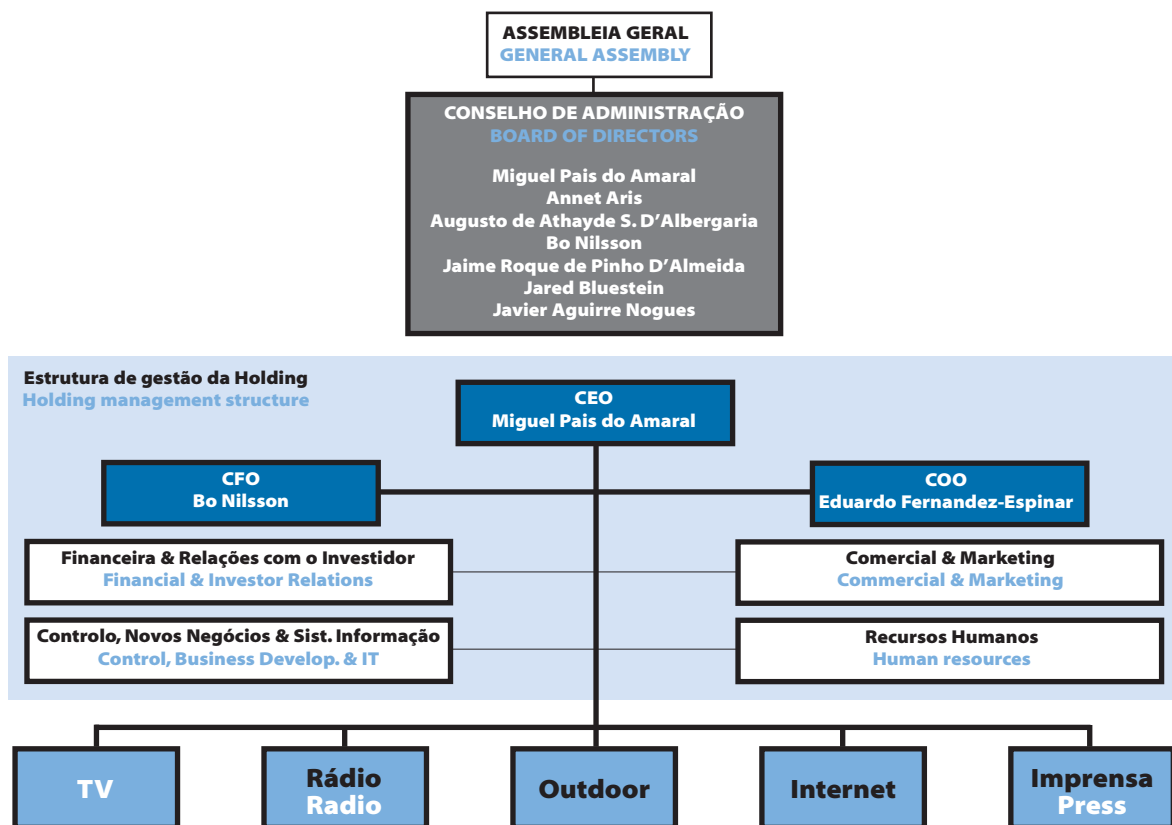 ASSEMBLEIA GERAL
GENERAL ASSEMBLY
CONSELHO DE ADMINISTRAÇÃO
BOARD OF DIRECTORS
Miguel Pais do Amaral
Annet Aris
Augusto de Athayde S. D’Albergaria
Bo Nilsson
Jaime Roque de Pinho D’Almeida
Jared Bluestein
Javier Aguirre Nogues
Estrutura de gestão da Holding
Holding management structure
CEO
Miguel Pais do Amaral
CFO
Bo Nilsson
COO
Eduardo Fernandez-Espinar
Financeira & Relações com o Investidor
Financial & Investor Relations
Comercial & Marketing
Commercial & Marketing
Controlo, Novos Negócios & Sist. Informação
Control, Business Develop. & IT
Recursos Humanos
Human resources
TV
Rádio
Radio
Outdoor
Internet
Imprensa
Press